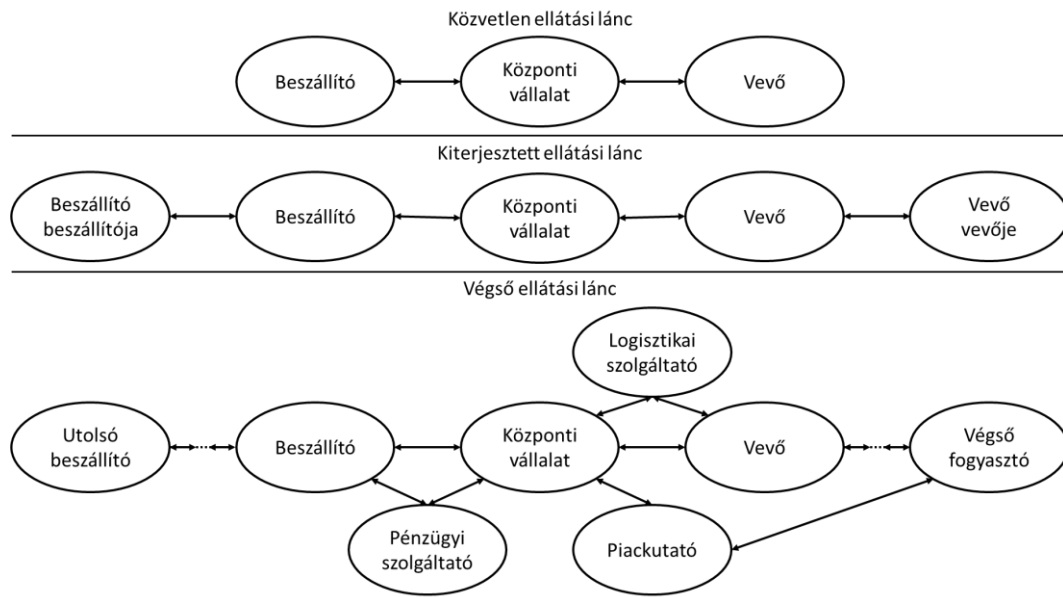 Közvetlen ellátási lánc
Beszállító
Központi
vállalat
Vevő
Kiterjesztett ellátási lánc
Beszállító
beszállítója
Beszállító
Központi
vállalat
Vevő
Vevő
vevője
Végső ellátási lánc
Logisztikai
szolgáltató
Utolsó
beszállító
Beszállító
Központi
vállalat
Vevő
Végső
fogyasztó
Pénzügyi
szolgáltató
Piackutató